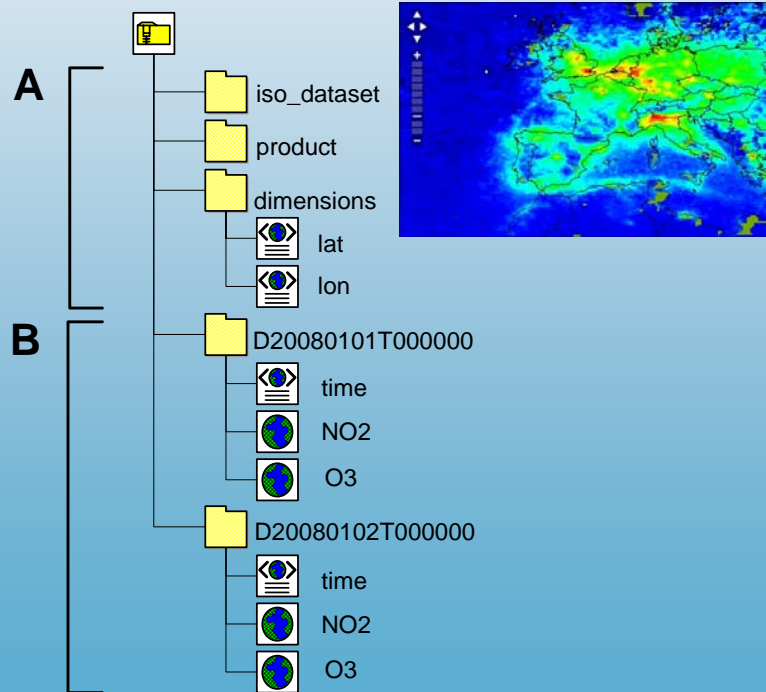 A
iso_dataset
product
dimensions
lat
lon
B
D20080101T000000
time
NO2
O3
D20080102T000000
time
NO2
O3